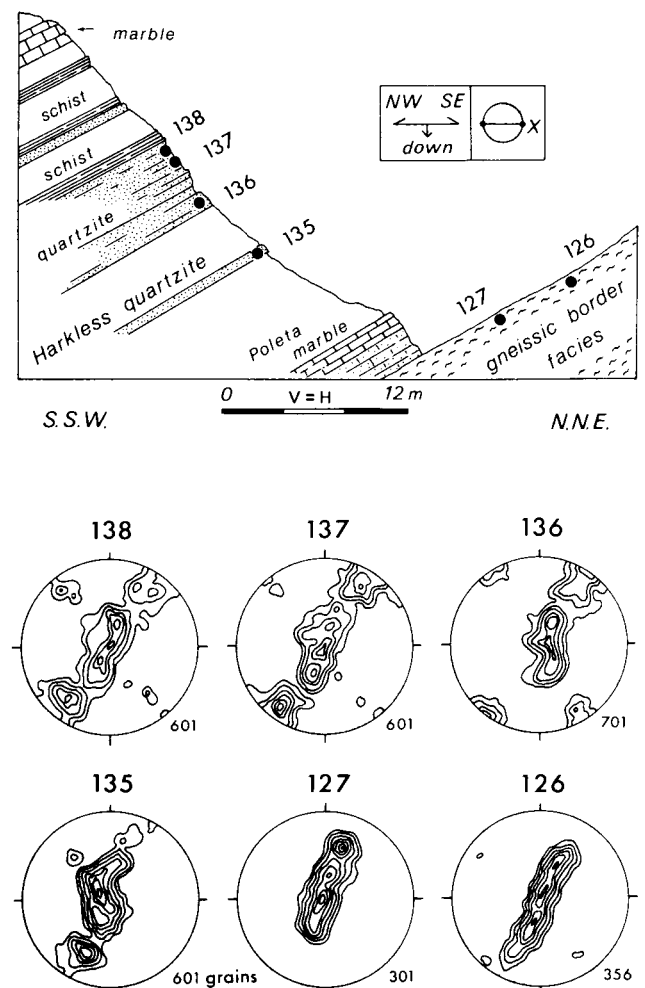 marble
schist
schist
138
137
136
135
quartzite
Harkless quartzite
Poleta
marble
NW SE
down
X
126
127
gneissic border
facies
0 V = H 12 m
S.S.W. N.N.E.
138 137 136
601 601 701
135 127 126
601 grains 301 356